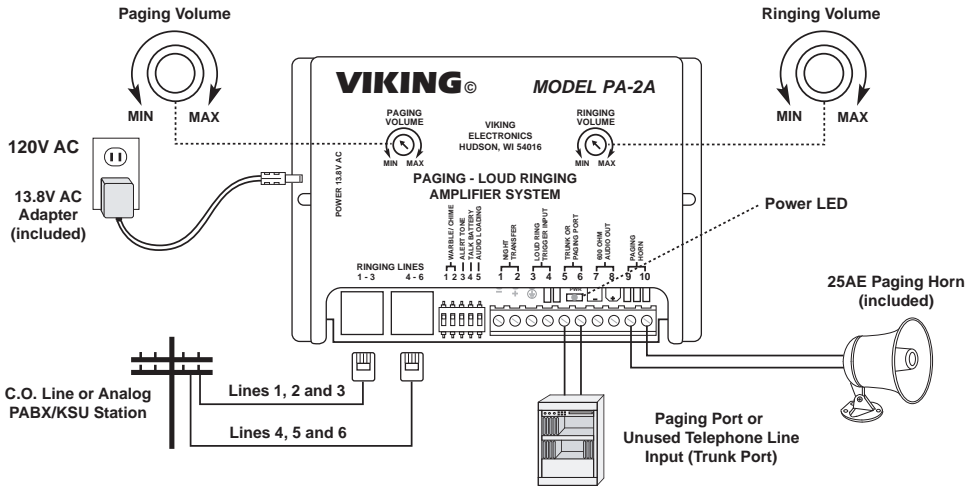 Paging Volume
Ringing Volume
MIN MAX
MIN MAX
VIKING©
MODEL PA-2A
PAGING
VOLUME
MIN MAX
VIKING
ELECTRONICS
HUDSON, WI 54016
RINGING
VOLUME
MIN MAX
120V AC
13.8V AC
Adapter
(included)
POWER 13.8V AC
PAGING - LOUD RINGING
AMPLIFIER SYSTEM
Power LED
WARBLE / CHIME
ALERT TONE
TALK BATTERY
AUDIO LOADING
NIGHT
TRANSFER
LOUD RING
TRIGGER INPUT
TRUNK OR
PAGING PORT
600 OHM
AUDIO OUT
PAGING
HORN
RINGING LINES
1 - 3 4 - 6
1 2 3 4 5
1 2 3 4 5 6 7 8 9 10
PWR
25AE Paging Horn
(included)
C.O. Line or Analog
PABX/KSU Station
Lines 1, 2 and 3
Lines 4, 5 and 6
Paging Port or
Unused Telephone Line
Input (Trunk Port)